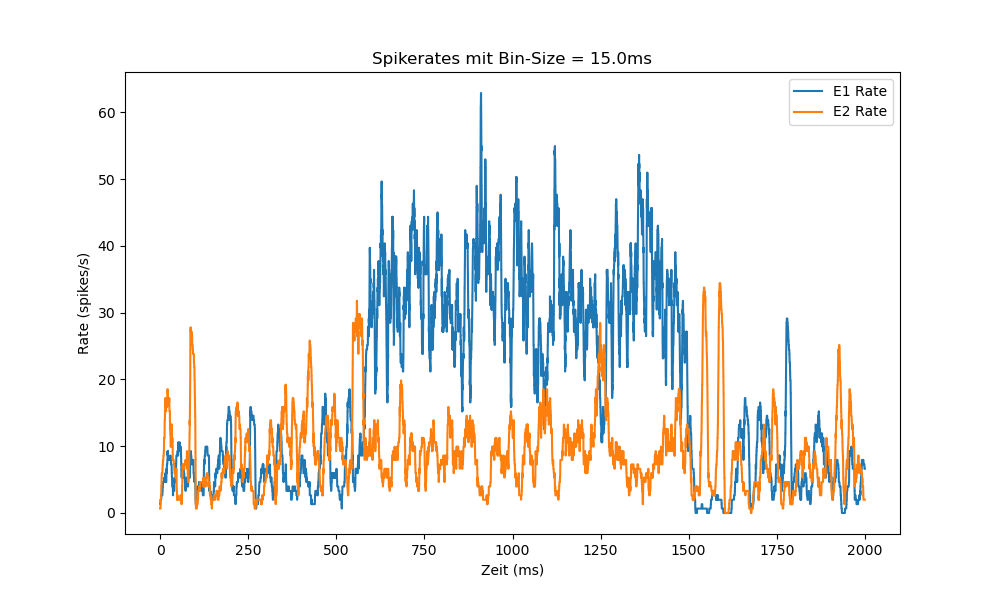 Spikerates mit Bin-Size = 15.0ms
E1 Rate
E2 Rate
Rate (spikes/s)
60
50
40
30
20
10
0
0 250 500 750 1000 1250 1500 1750 2000
Zeit (ms)